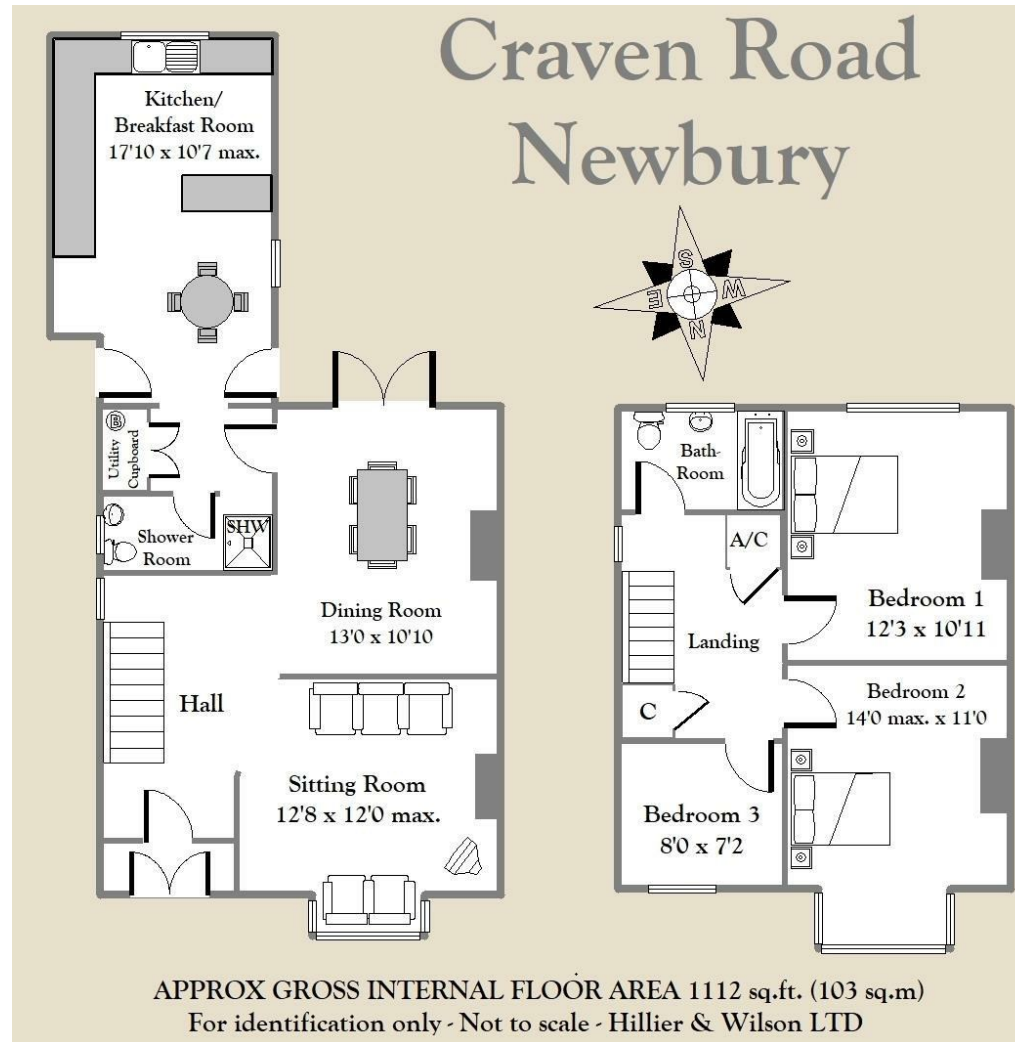 Craven Road
Newbury
Kitchen/
Breakfast Room
17'10 x 10'7 max.
S
E
W
N
B
Utility
Cupboard
Shower
Room
SHW
Dining Room
13'0 x 10'10
Hall
Sitting Room
12'8 x 12'0 max.
Bath-
Room
A/C
Bedroom 1
12'3 x 10'11
Landing
Bedroom 2
14'0 max. x 11'0
C
Bedroom 3
8'0 x 7'2
APPROX GROSS INTERNAL FLOOR AREA 1112 sq.ft. (103 sq.m)
For identification only - Not to scale - Hillier & Wilson LTD